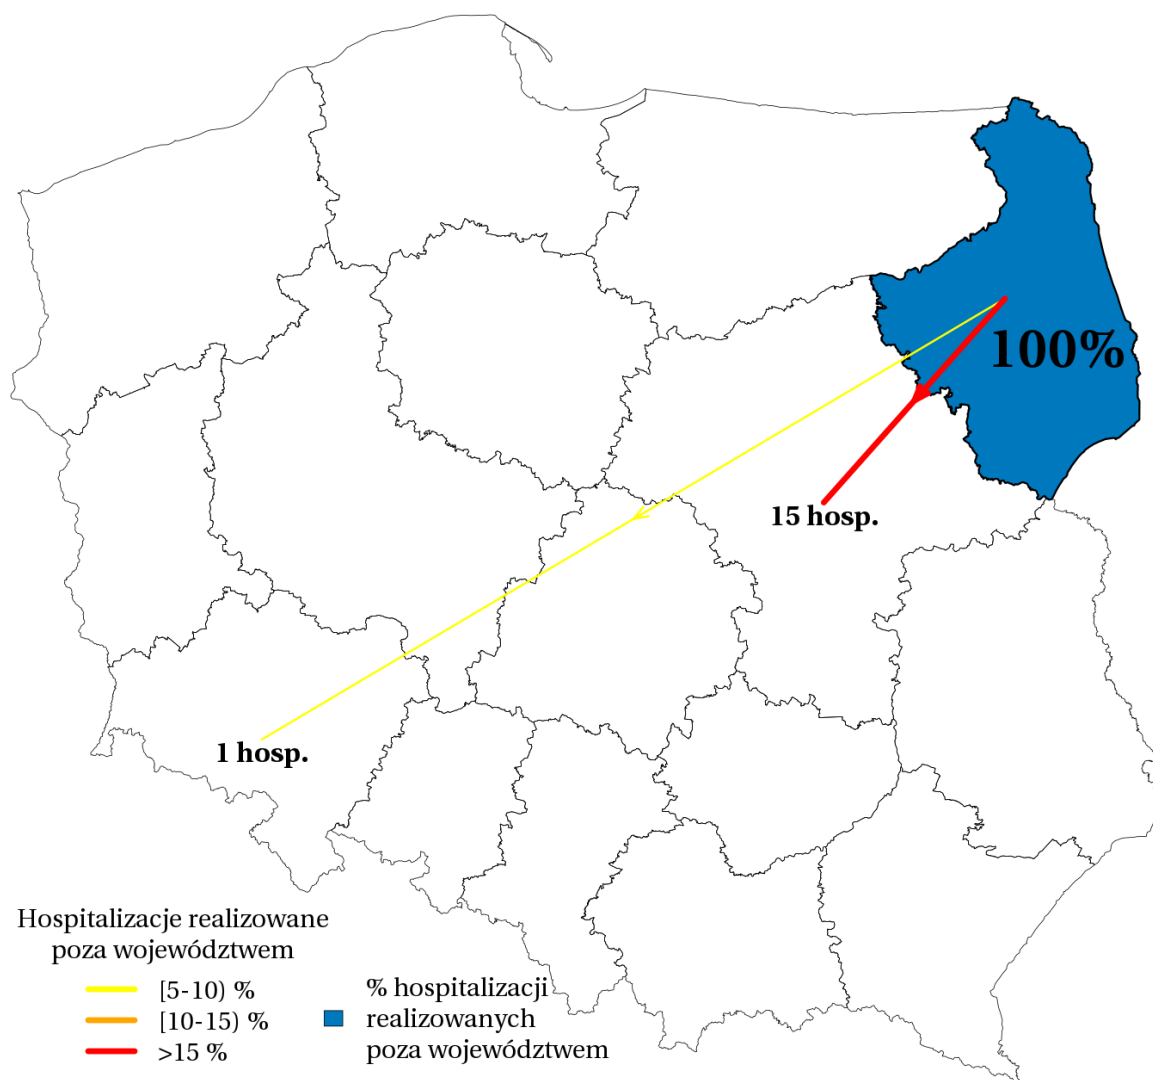 100%
15 hosp.
1 hosp.
Hospitalizacje realizowane
poza województwem
[5-10) %
[10-15) %
>15 %
% hospitalizacji
realizowanych
poza województwem